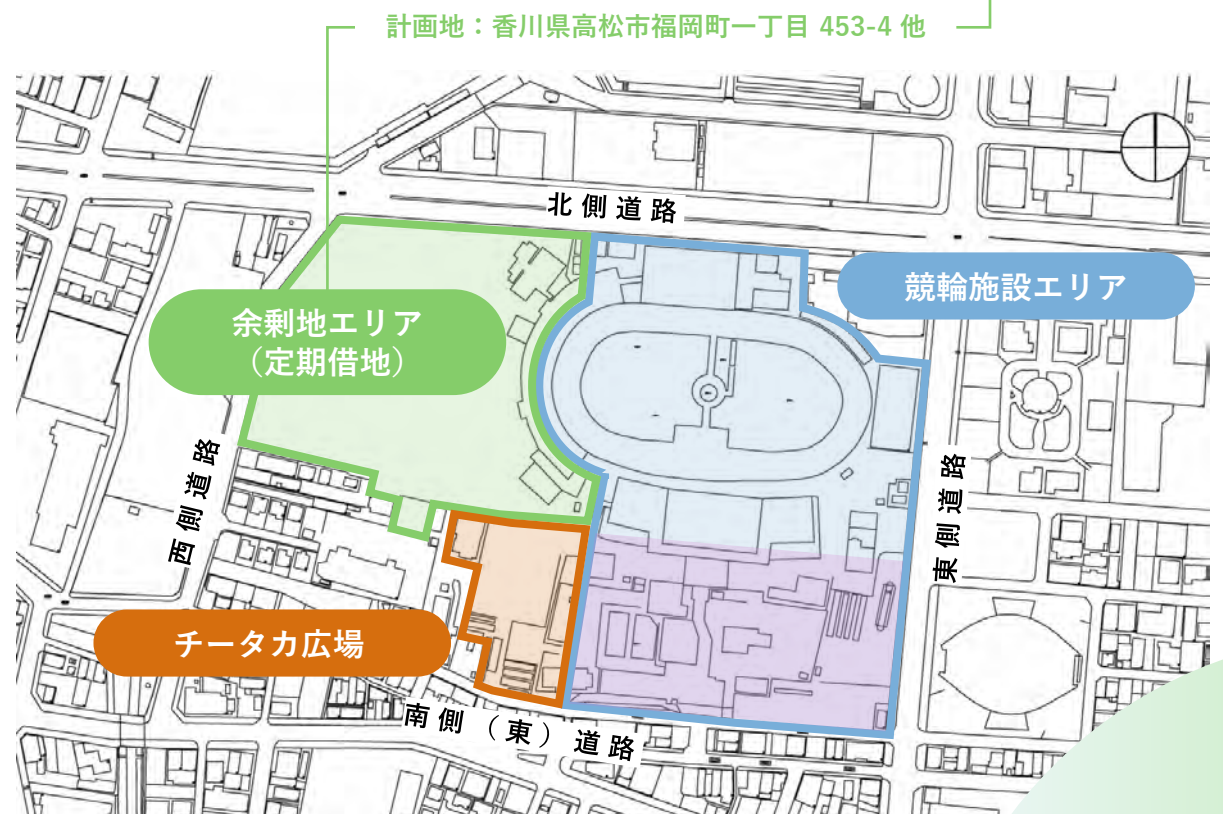 計画地：香川県高松市福岡町一丁目 453-4 他
北側道路
競輪施設エリア
余剰地エリア
（定期借地）
西側道路
東側道路
チータカ広場
南側（東）道路